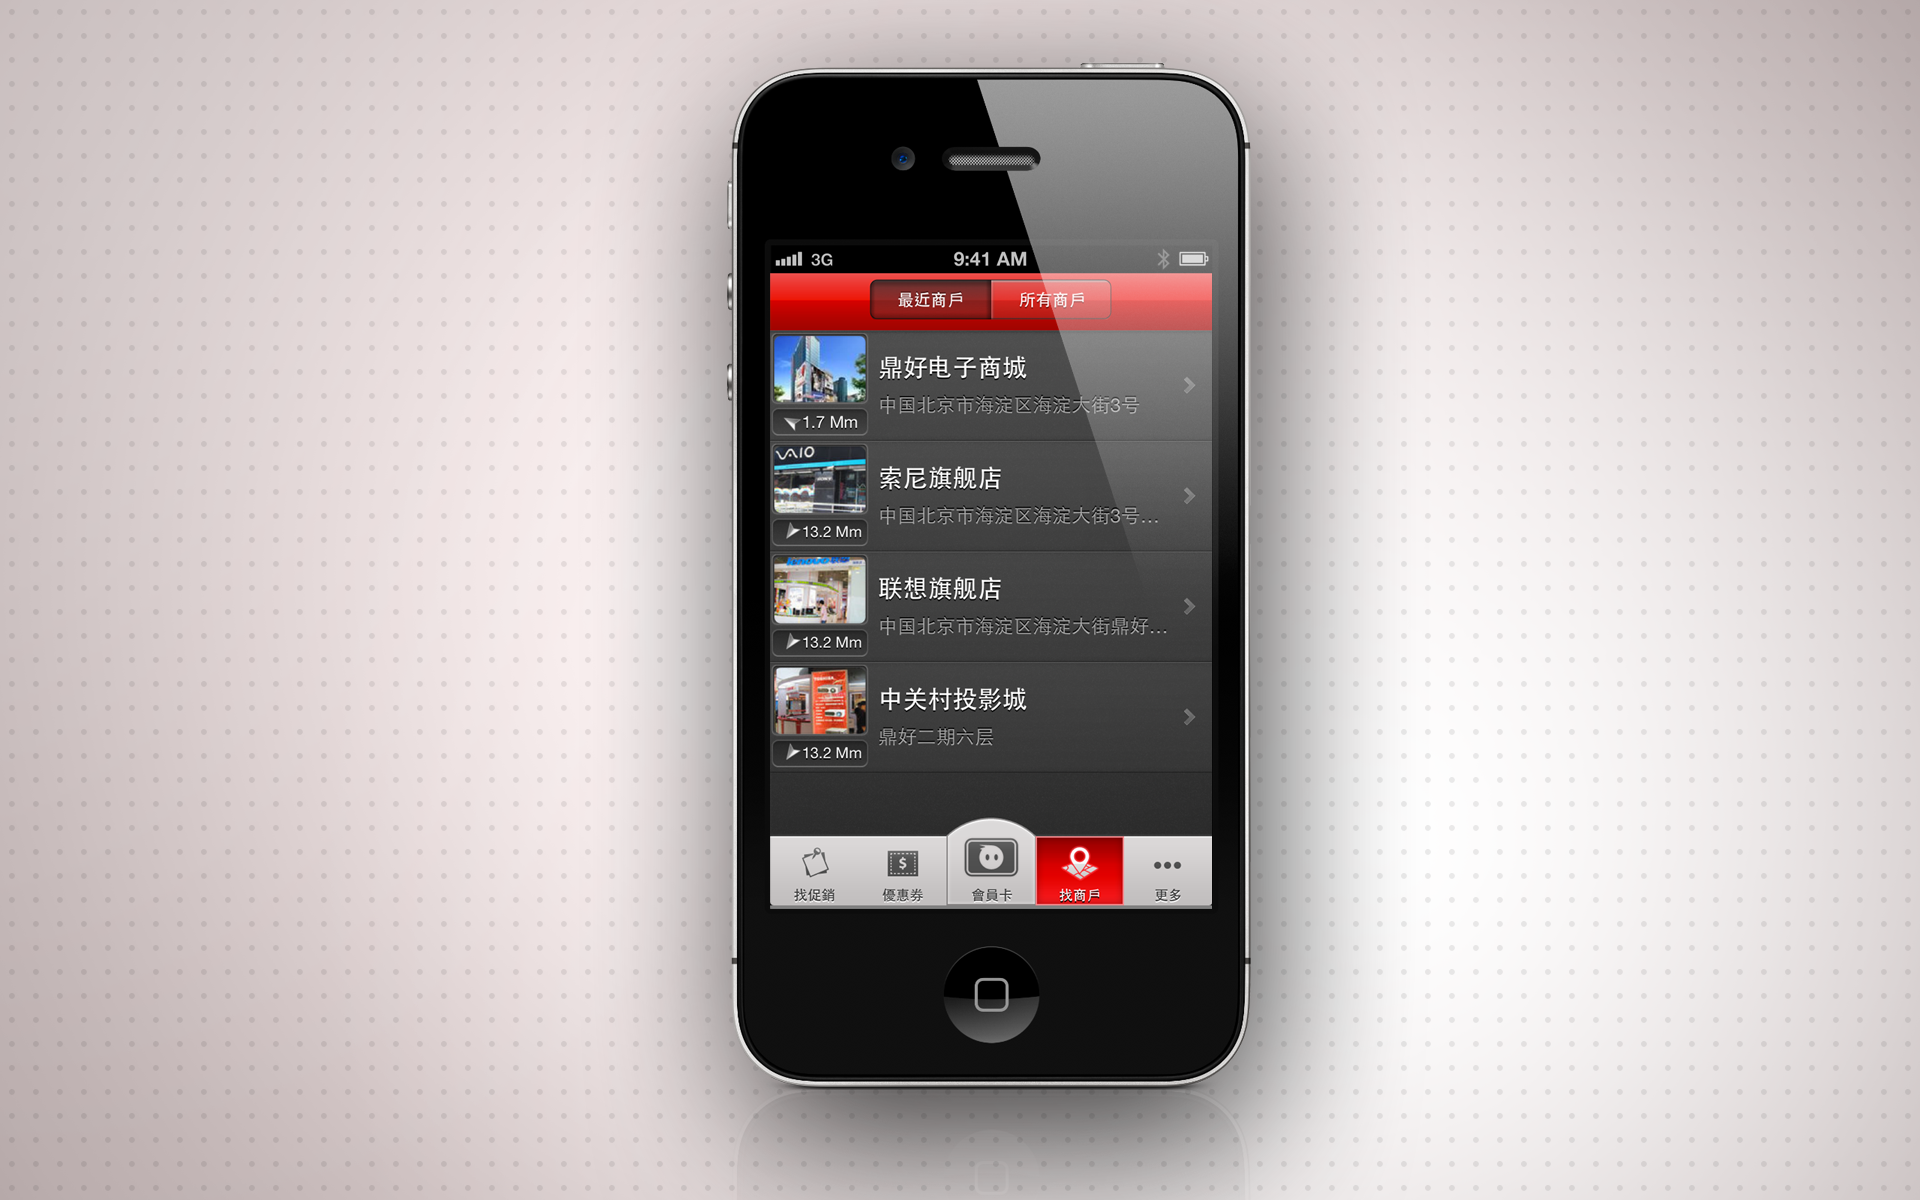 3G 9:41 AM
最近商戶 所有商戶
鼎好电子商城
中国北京市海淀区海淀大街3号
1.7 Mm
VAIO
索尼旗舰店
中国北京市海淀区海淀大街3号...
13.2 Mm
联想旗舰店
中国北京市海淀区海淀大街鼎好...
13.2 Mm
中关村投影城
鼎好二期六层
13.2 Mm
找促銷 優惠券 會員卡 找商戶 更多